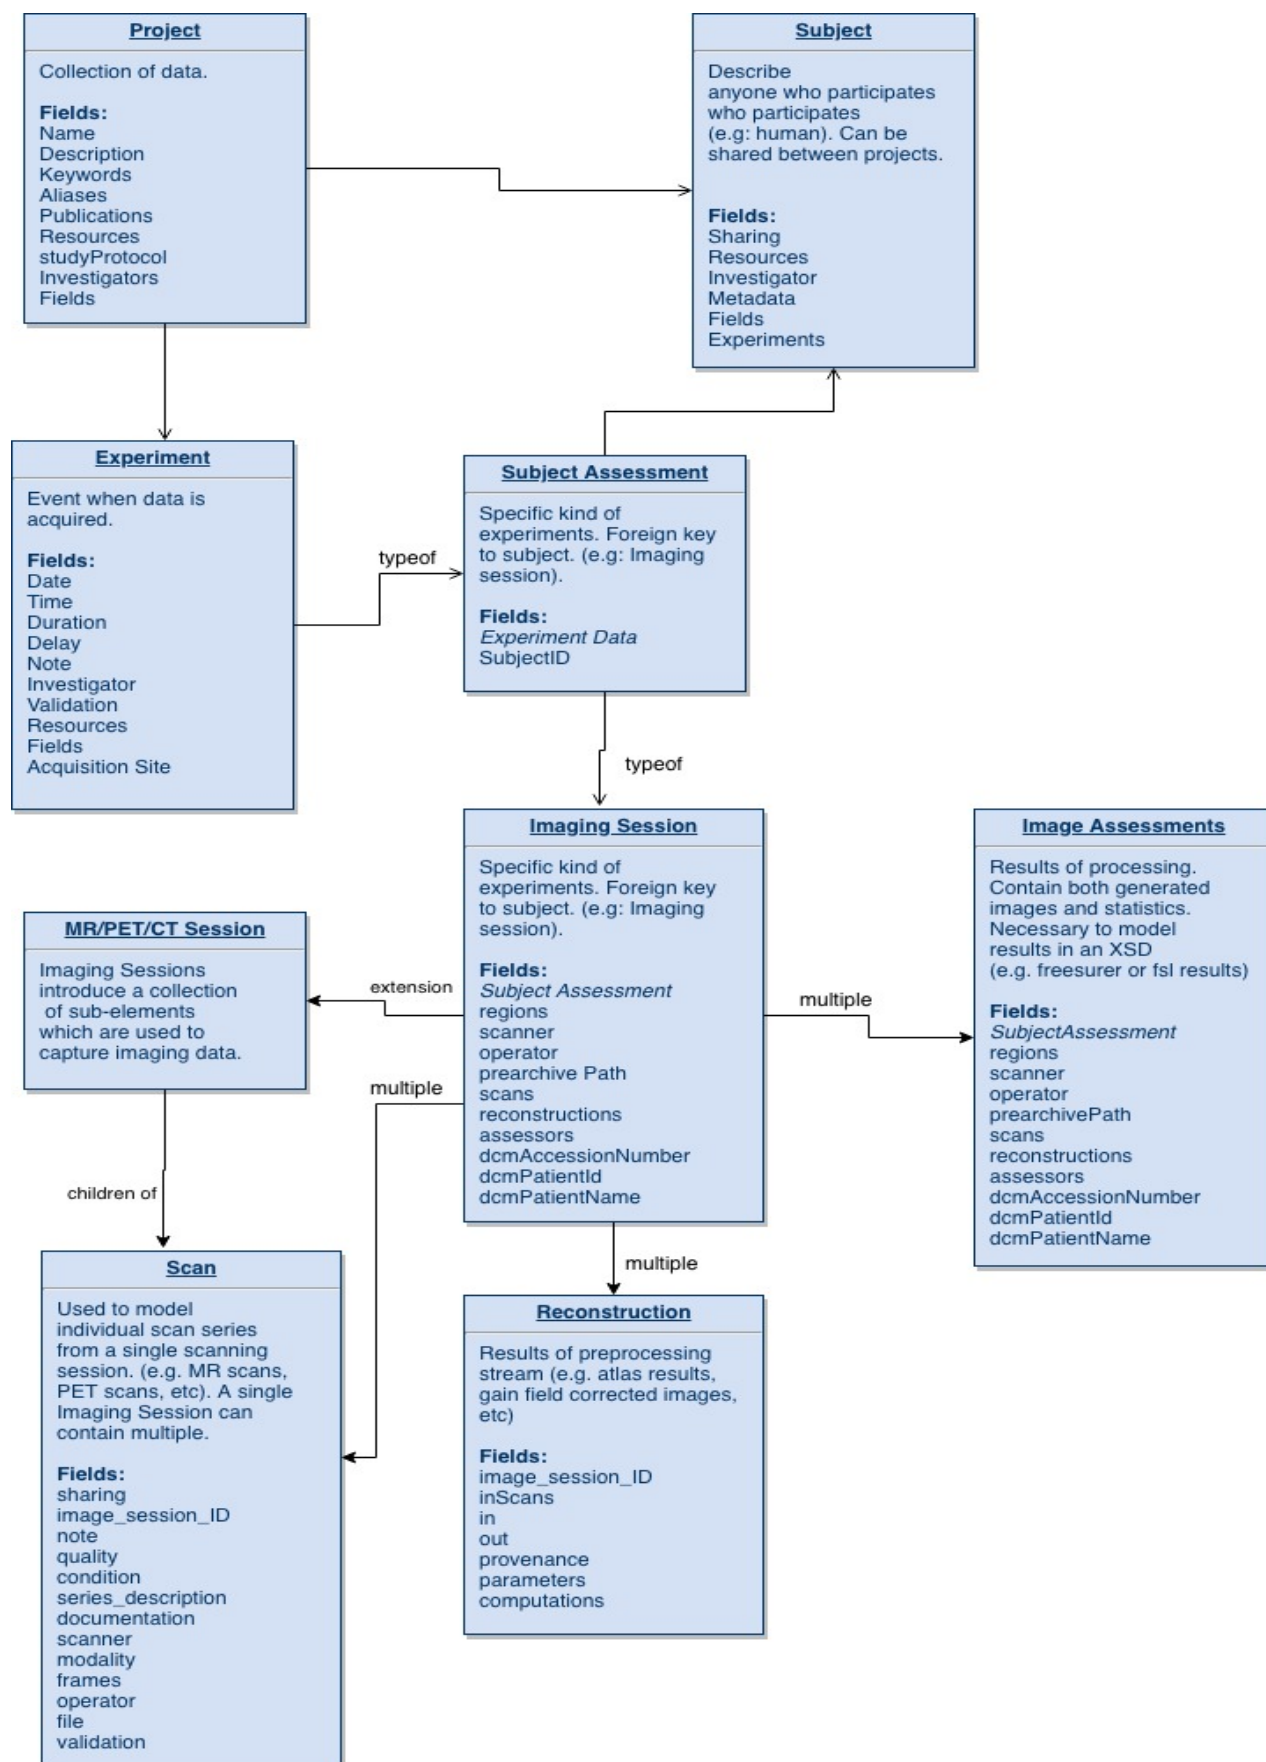 Project
Collection of data.
Fields:
Name
Description
Keywords
Aliases
Publications
Resources
studyProtocol
Investigators
Fields
Subject
Describe
anyone who participates
who participates
(e.g: human). Can be
shared between projects.
Fields:
Sharing
Resources
Investigator
Metadata
Fields
Experiments
Experiment
Event when data is
acquired.
Fields:
Date
Time
Duration
Delay
Note
Investigator
Validation
Resources
Fields
Acquisition Site
typeof
Subject Assessment
Specific kind of
experiments. Foreign key
to subject. (e.g: Imaging
session).
Fields:
Experiment Data
SubjectID
typeof
Imaging Session
Specific kind of
experiments. Foreign key
to subject. (e.g: Imaging
session).
Fields:
Subject Assessment
regions
scanner
operator
prearchive Path
scans
reconstructions
assessors
dcmAccessionNumber
dcmPatientId
dcmPatientName
multiple
Image Assessments
Results of processing.
Contain both generated
images and statistics.
Necessary to model
results in an XSD
(e.g. freesurer or fsl results)
Fields:
SubjectAssessment
regions
scanner
operator
prearchivePath
scans
reconstructions
assessors
dcmAccessionNumber
dcmPatientId
dcmPatientName
extension
MR/PET/CT Session
Imaging Sessions
introduce a collection
of sub-elements
which are used to
capture imaging data.
multiple
children of
Scan
Used to model
individual scan series
from a single scanning
session. (e.g. MR scans,
PET scans, etc). A single
Imaging Session can
contain multiple.
Fields:
sharing
image_session_ID
note
quality
condition
series_description
documentation
scanner
modality
frames
operator
file
validation
multiple
Reconstruction
Results of preprocessing
stream (e.g. atlas results,
gain field corrected images,
etc)
Fields:
image_session_ID
inScans
in
out
provenance
parameters
computations